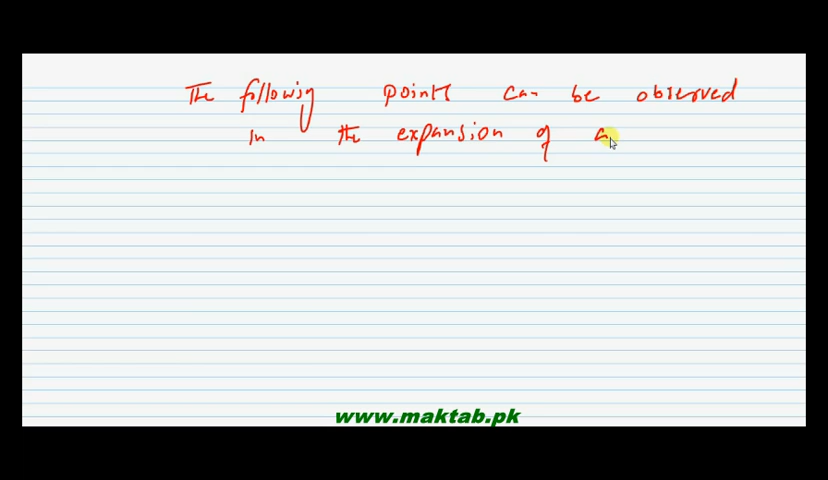 The following points can be observed
in the expansion of a
www.maktab.pk